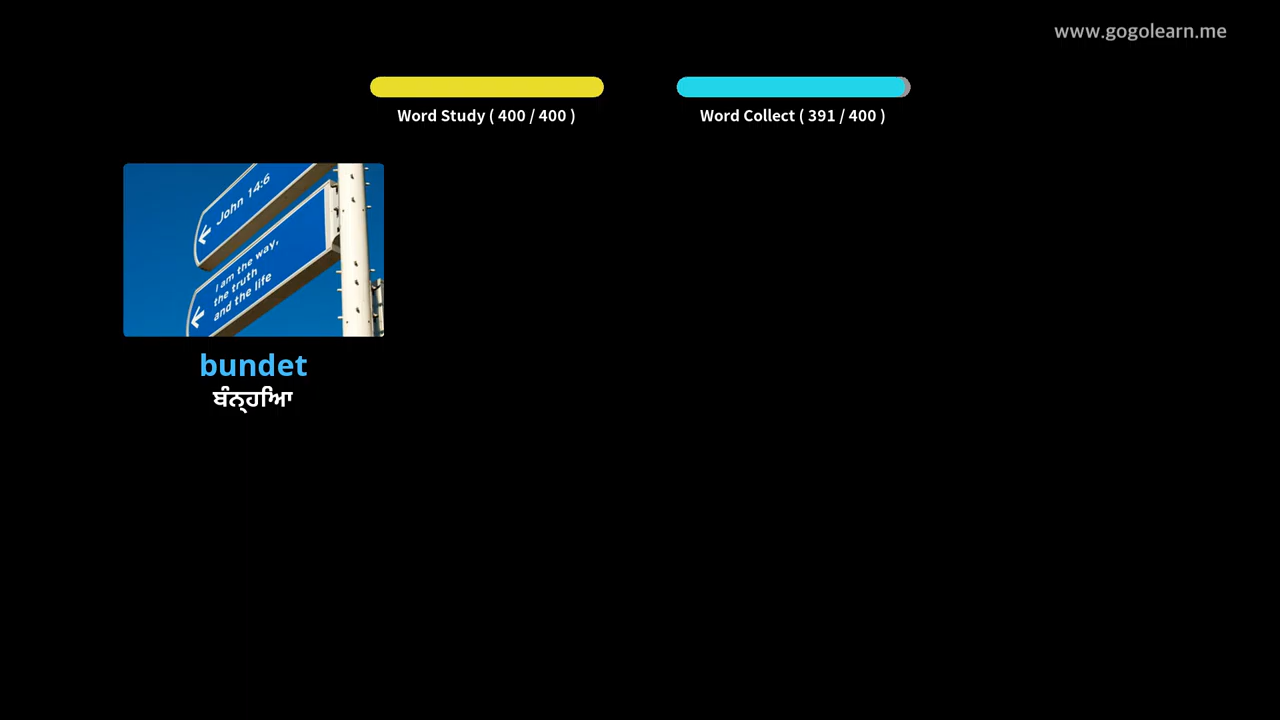 www.gogolearn.me
Word Study ( 400 / 400 )
Word Collect ( 391 / 400 )
John 14:6
I am the way,
the truth
and the life
bundet
ਬੰਨ੍ਹਿਆ